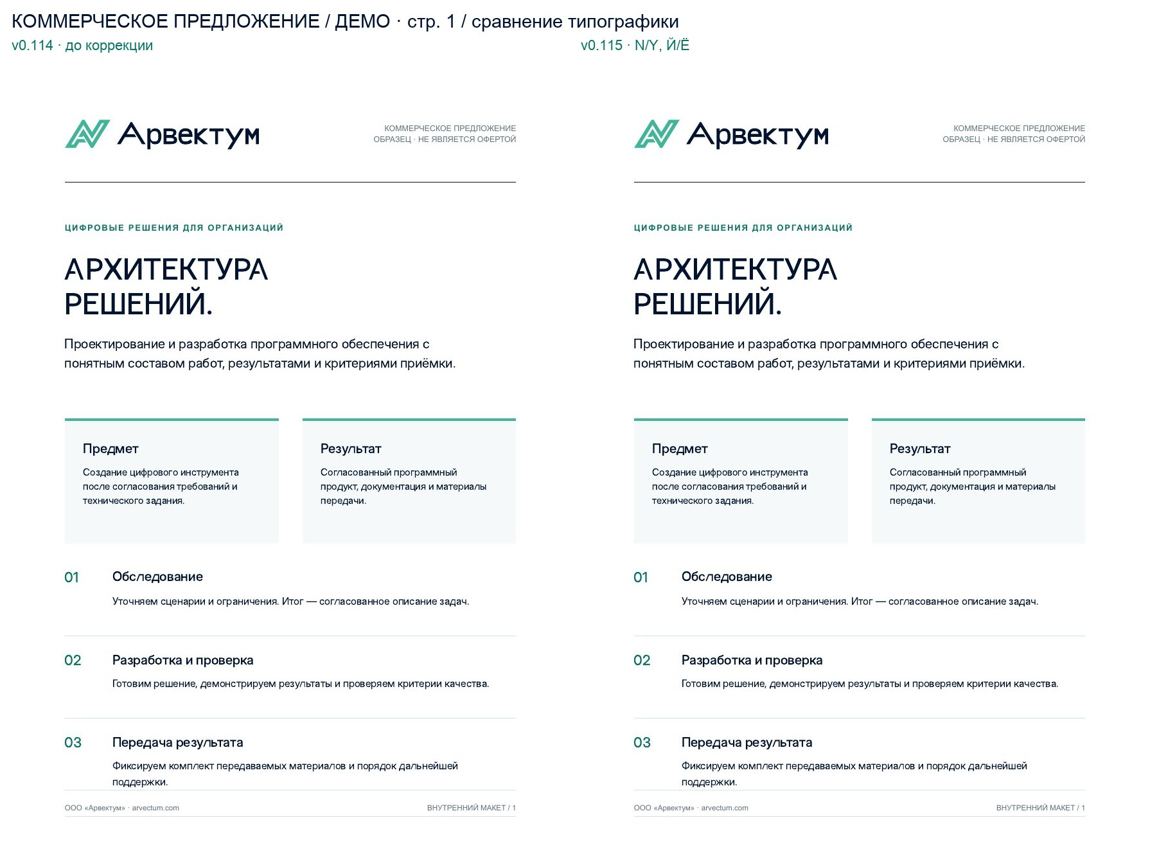 КОММЕРЧЕСКОЕ ПРЕДЛОЖЕНИЕ / ДЕМО · стр. 1 / сравнение типографики
v0.114 · до коррекции
v0.115 · N/Y, Й/Ё
Арвектум
КОММЕРЧЕСКОЕ ПРЕДЛОЖЕНИЕ
ОБРАЗЕЦ · НЕ ЯВЛЯЕТСЯ ОФЕРТОЙ
ЦИФРОВЫЕ РЕШЕНИЯ ДЛЯ ОРГАНИЗАЦИЙ
АРХИТЕКТУРА
РЕШЕНИЙ.
Проектирование и разработка программного обеспечения с
понятным составом работ, результатами и критериями приёмки.
Предмет
Создание цифрового инструмента
после согласования требований и
технического задания.
Результат
Согласованный программный
продукт, документация и материалы
передачи.
01
Обследование
Уточняем сценарии и ограничения. Итог — согласованное описание задач.
02
Разработка и проверка
Готовим решение, демонстрируем результаты и проверяем критерии качества.
03
Передача результата
Фиксируем комплект передаваемых материалов и порядок дальнейшей
поддержки.
ООО «Арвектум» · arvectum.com
ВНУТРЕННИЙ МАКЕТ / 1
Арвектум
КОММЕРЧЕСКОЕ ПРЕДЛОЖЕНИЕ
ОБРАЗЕЦ · НЕ ЯВЛЯЕТСЯ ОФЕРТОЙ
ЦИФРОВЫЕ РЕШЕНИЯ ДЛЯ ОРГАНИЗАЦИЙ
АРХИТЕКТУРА
РЕШЕНИЙ.
Проектирование и разработка программного обеспечения с
понятным составом работ, результатами и критериями приёмки.
Предмет
Создание цифрового инструмента
после согласования требований и
технического задания.
Результат
Согласованный программный
продукт, документация и материалы
передачи.
01
Обследование
Уточняем сценарии и ограничения. Итог — согласованное описание задач.
02
Разработка и проверка
Готовим решение, демонстрируем результаты и проверяем критерии качества.
03
Передача результата
Фиксируем комплект передаваемых материалов и порядок дальнейшей
поддержки.
ООО «Арвектум» · arvectum.com
ВНУТРЕННИЙ МАКЕТ / 1